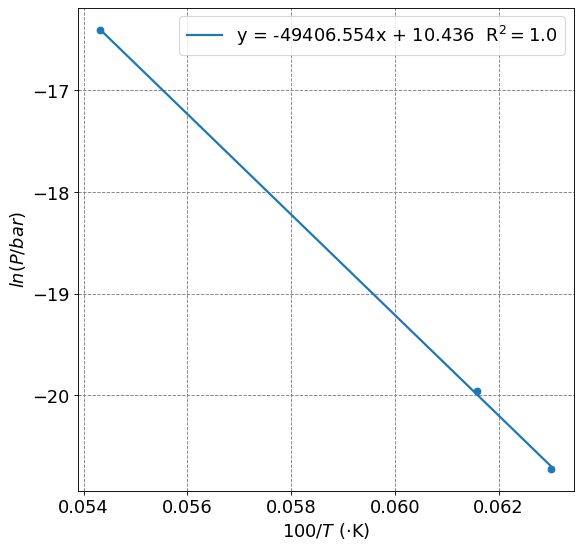 y = -49406.554x + 10.436 R² = 1.0
−17
−18
−19
−20
ln(P/bar)
0.054 0.056 0.058 0.060 0.062
100/T (·K)